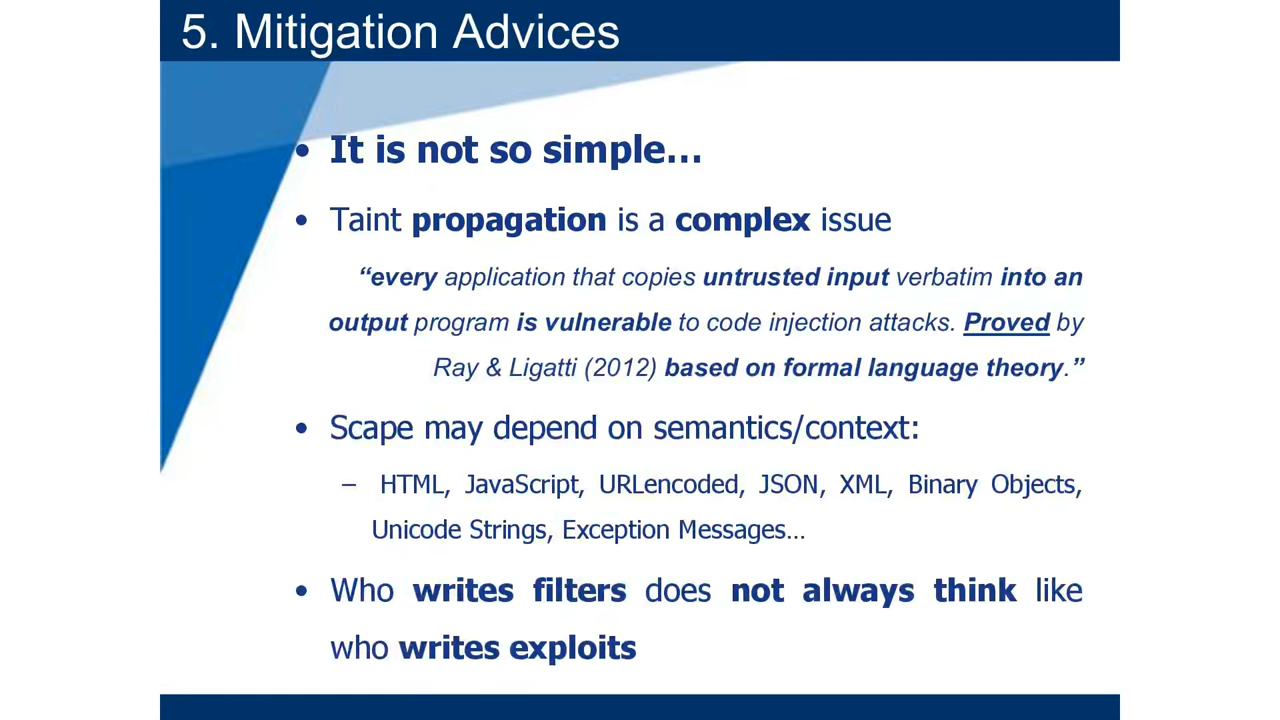 5. Mitigation Advices
• It is not so simple…
• Taint propagation is a complex issue
“every application that copies untrusted input verbatim into an
output program is vulnerable to code injection attacks. Proved by
Ray & Ligatti (2012) based on formal language theory.”
• Scape may depend on semantics/context:
– HTML, JavaScript, URLencoded, JSON, XML, Binary Objects,
Unicode Strings, Exception Messages…
• Who writes filters does not always think like
who writes exploits